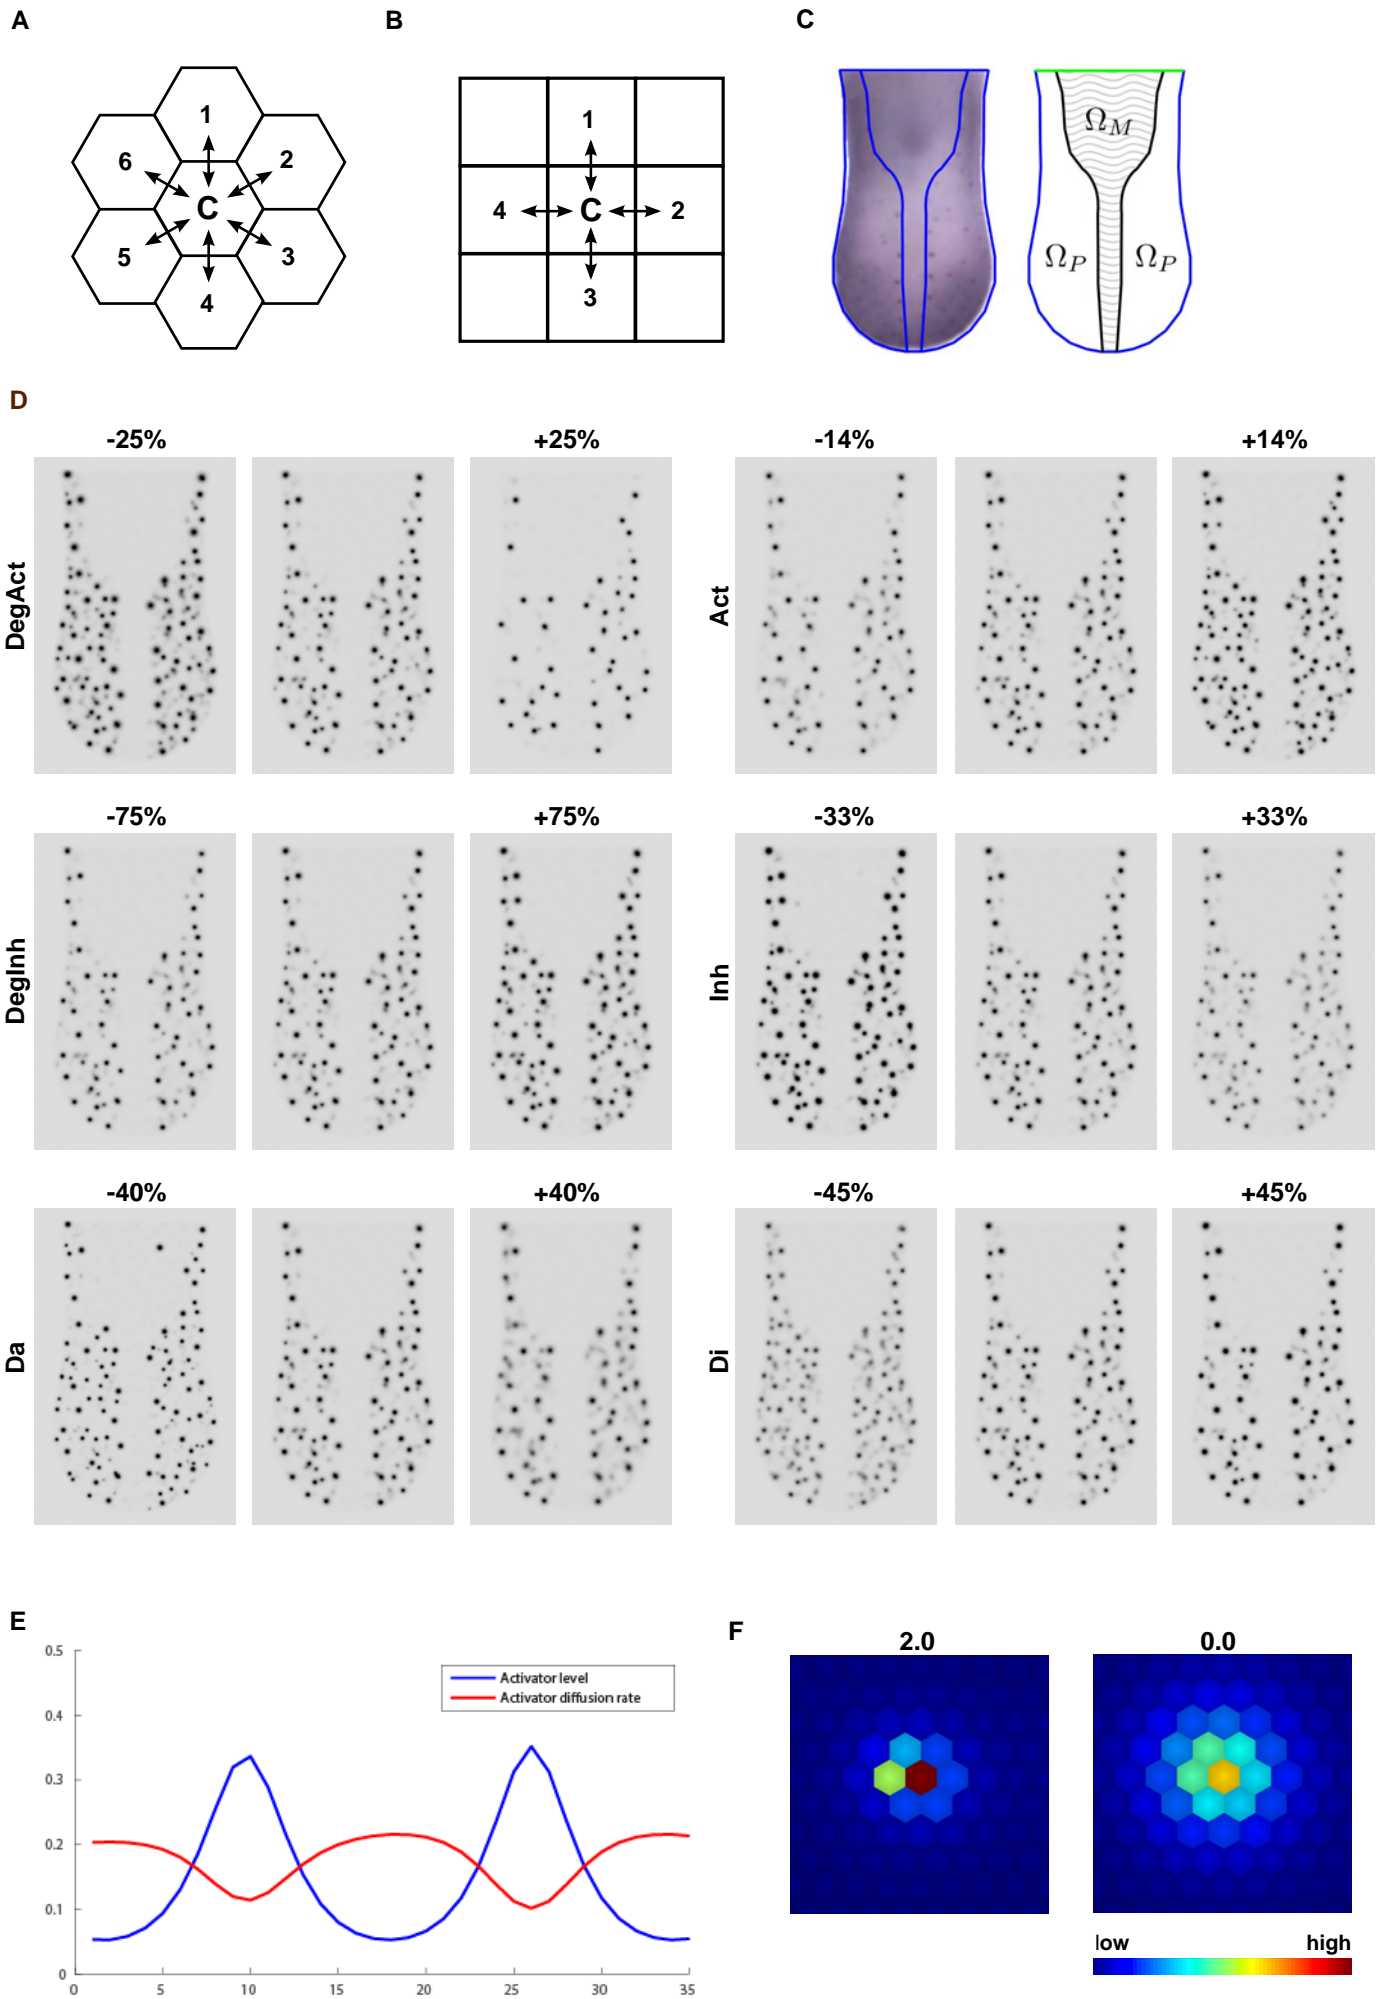 A
B
C
1
6
2
C
5
3
4
1
4
C
2
3
Ω_M
Ω_P
Ω_P
D
-25%
+25%
-14%
+14%
DegAct
Act
-75%
+75%
-33%
+33%
DegInh
Inh
-40%
+40%
-45%
+45%
Da
Di
E
F
2.0
0.0
0.5
0.4
0.3
0.2
0.1
0
Activator level
Activator diffusion rate
0
5
10
15
20
25
30
35
low
high